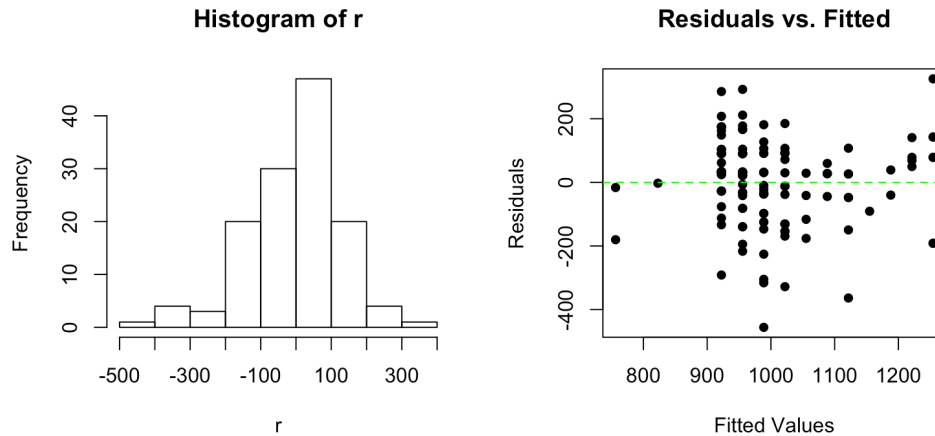 Histogram of r
Frequency
0 10 20 30 40
-500 -300 -100 100 300
r
Residuals vs. Fitted
Residuals
-400 -200 0 200
800 900 1000 1100 1200
Fitted Values